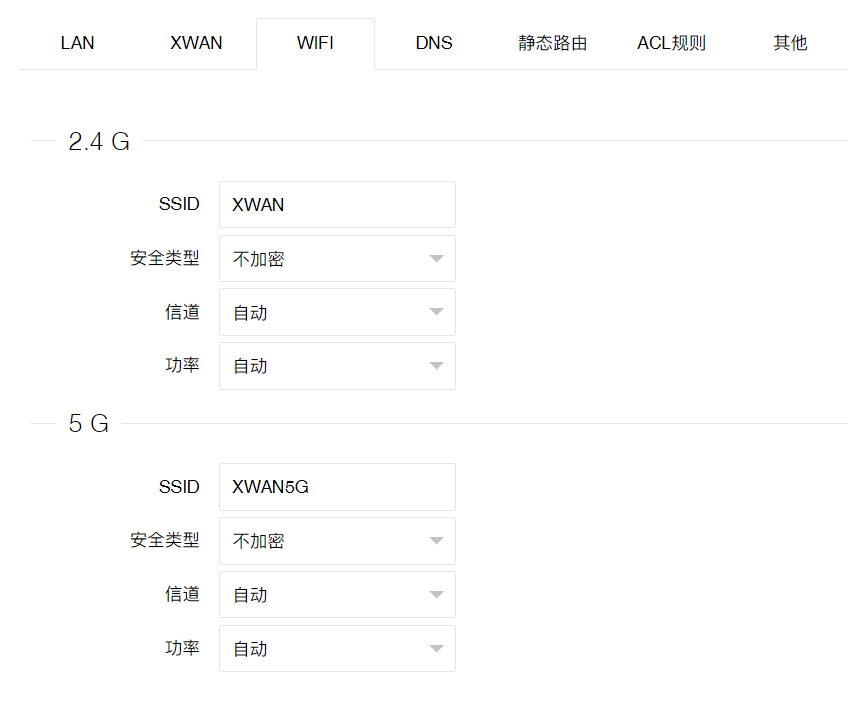 LAN XWAN WIFI DNS 静态路由 ACL规则 其他
2.4 G
SSID XWAN
安全类型 不加密
信道 自动
功率 自动
5 G
SSID XWAN5G
安全类型 不加密
信道 自动
功率 自动